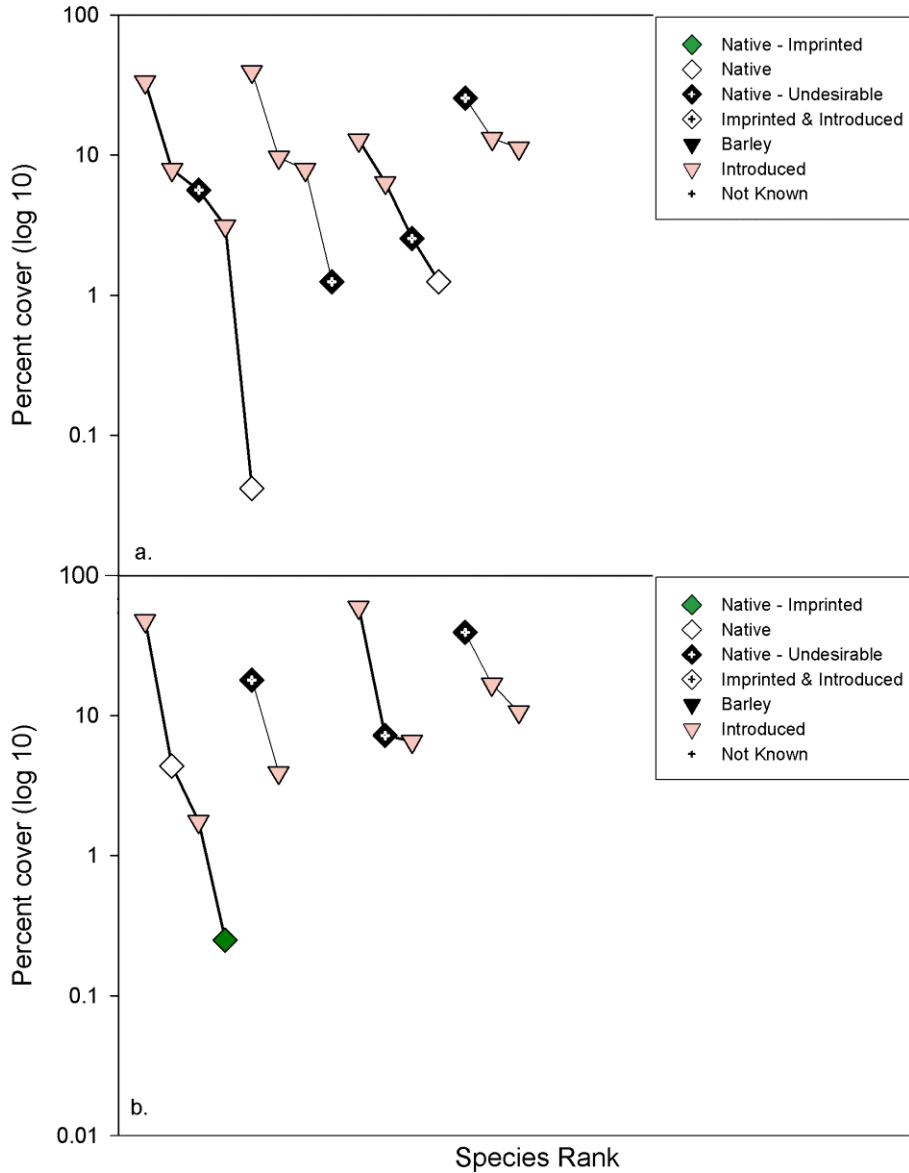 100
10
1
0.1
Percent cover (log 10)
a.
Native - Imprinted
Native
Native - Undesirable
Imprinted & Introduced
Barley
Introduced
Not Known
100
10
1
0.1
0.01
Percent cover (log 10)
b.
Native - Imprinted
Native
Native - Undesirable
Imprinted & Introduced
Barley
Introduced
Not Known
Species Rank